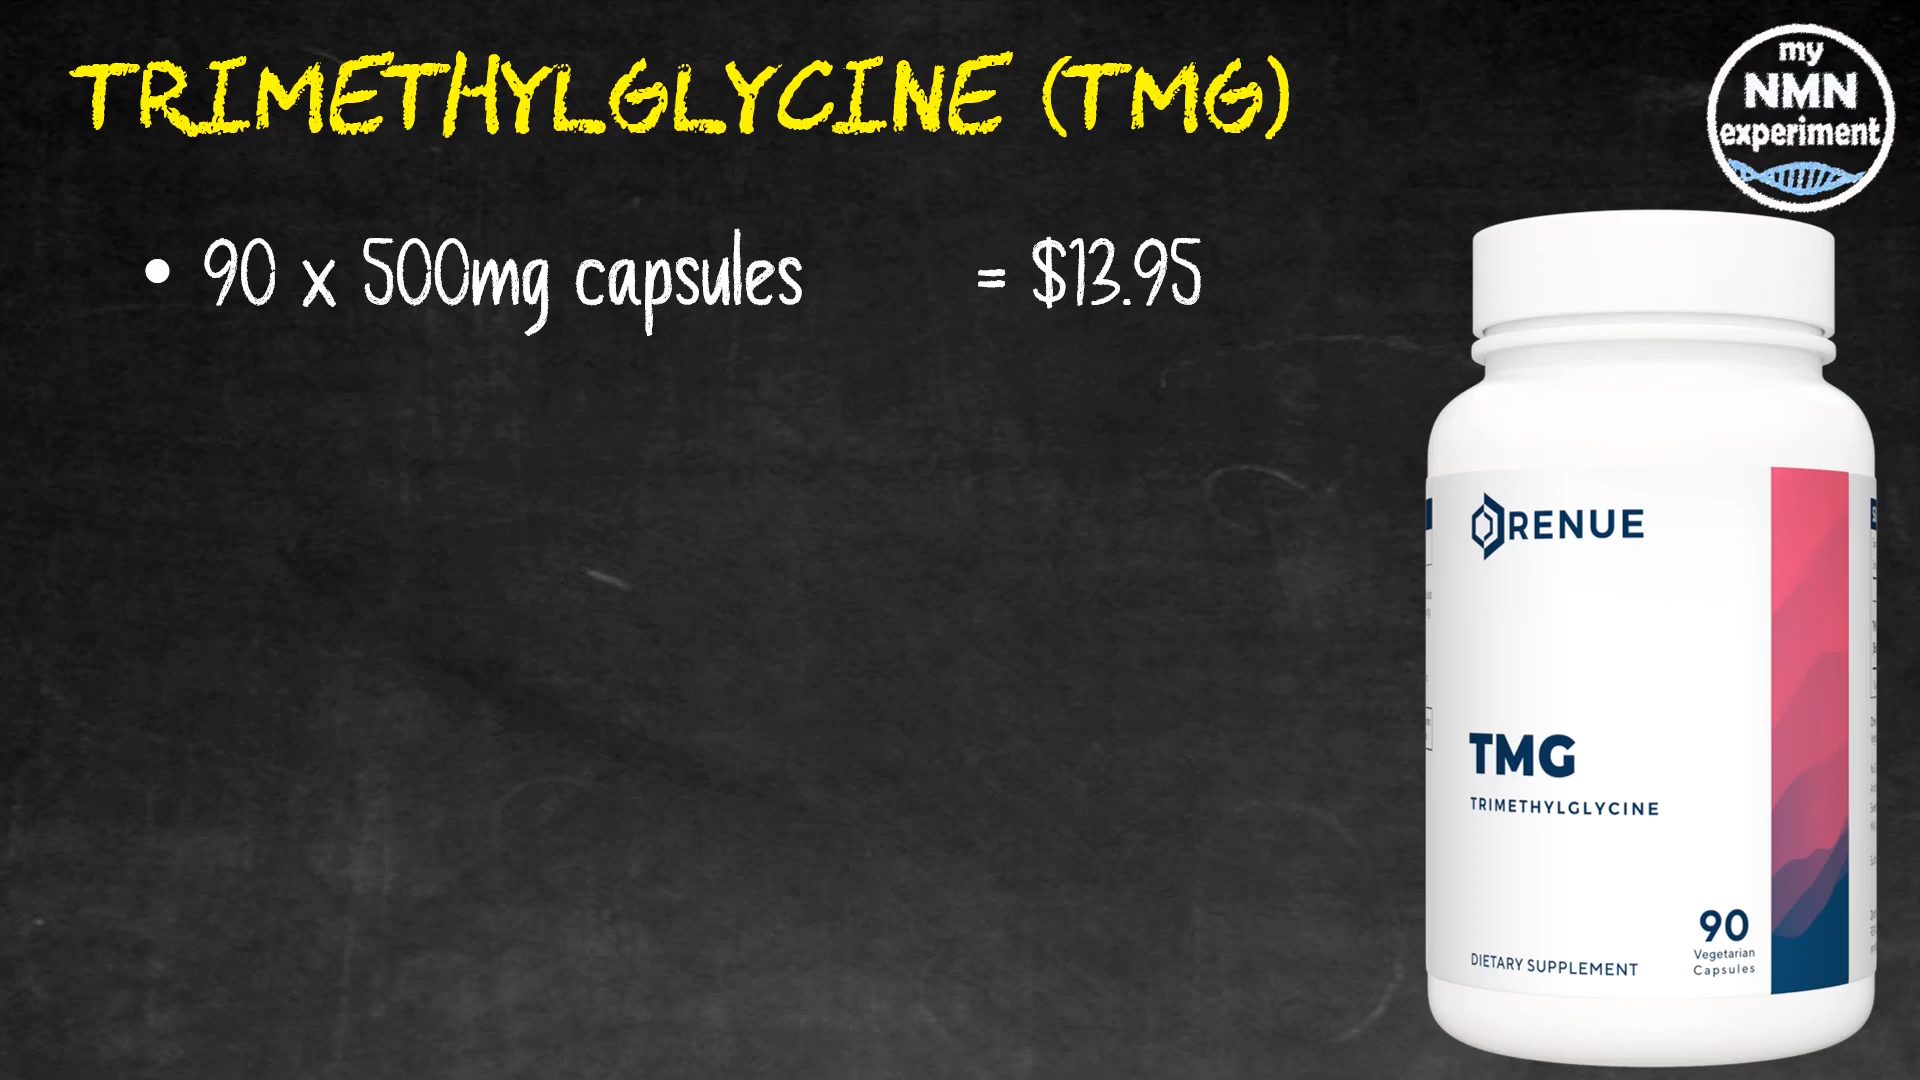 TRIMETHYLGLYCINE (TMG)
my
NMN
experiment
• 90 x 500mg capsules = $13.95
RENUE
TMG
TRIMETHYLGLYCINE
90
Vegetarian
Capsules
DIETARY SUPPLEMENT